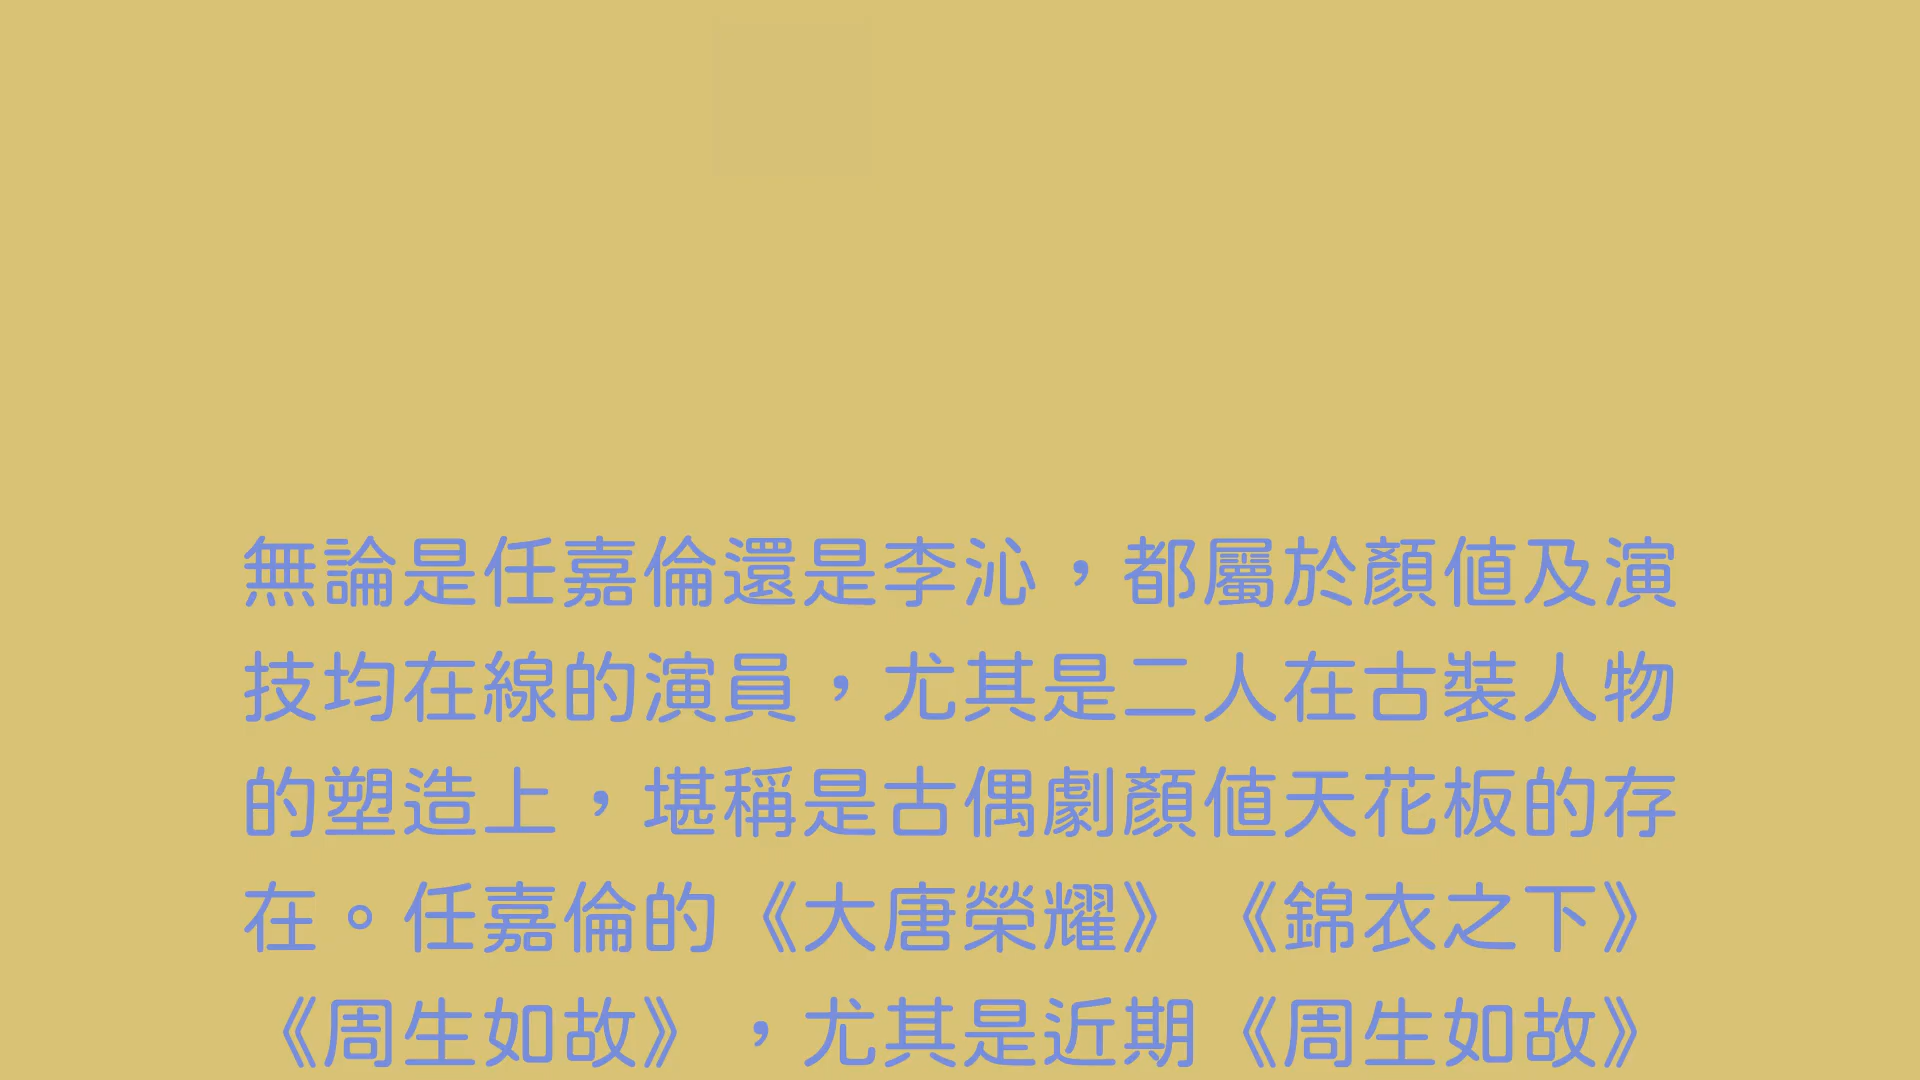 無論是任嘉倫還是李沁，都屬於顏值及演
技均在線的演員，尤其是二人在古裝人物
的塑造上，堪稱是古偶劇顏值天花板的存
在。任嘉倫的《大唐榮耀》《錦衣之下》
《周生如故》，尤其是近期《周生如故》